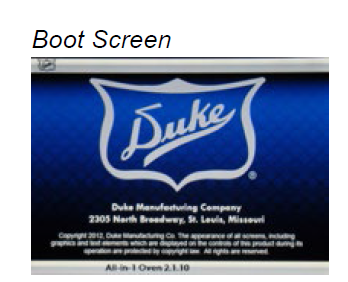 Boot Screen
Duke
®
Duke Manufacturing Company
2305 North Broadway, St. Louis, Missouri
Copyright 2012, Duke Manufacturing Co. The appearance of all screens, including
graphics and text elements which are displayed on the controls of this product during its
operation are protected by copyright law. All rights are reserved.
All-in-1 Oven 2.1.10